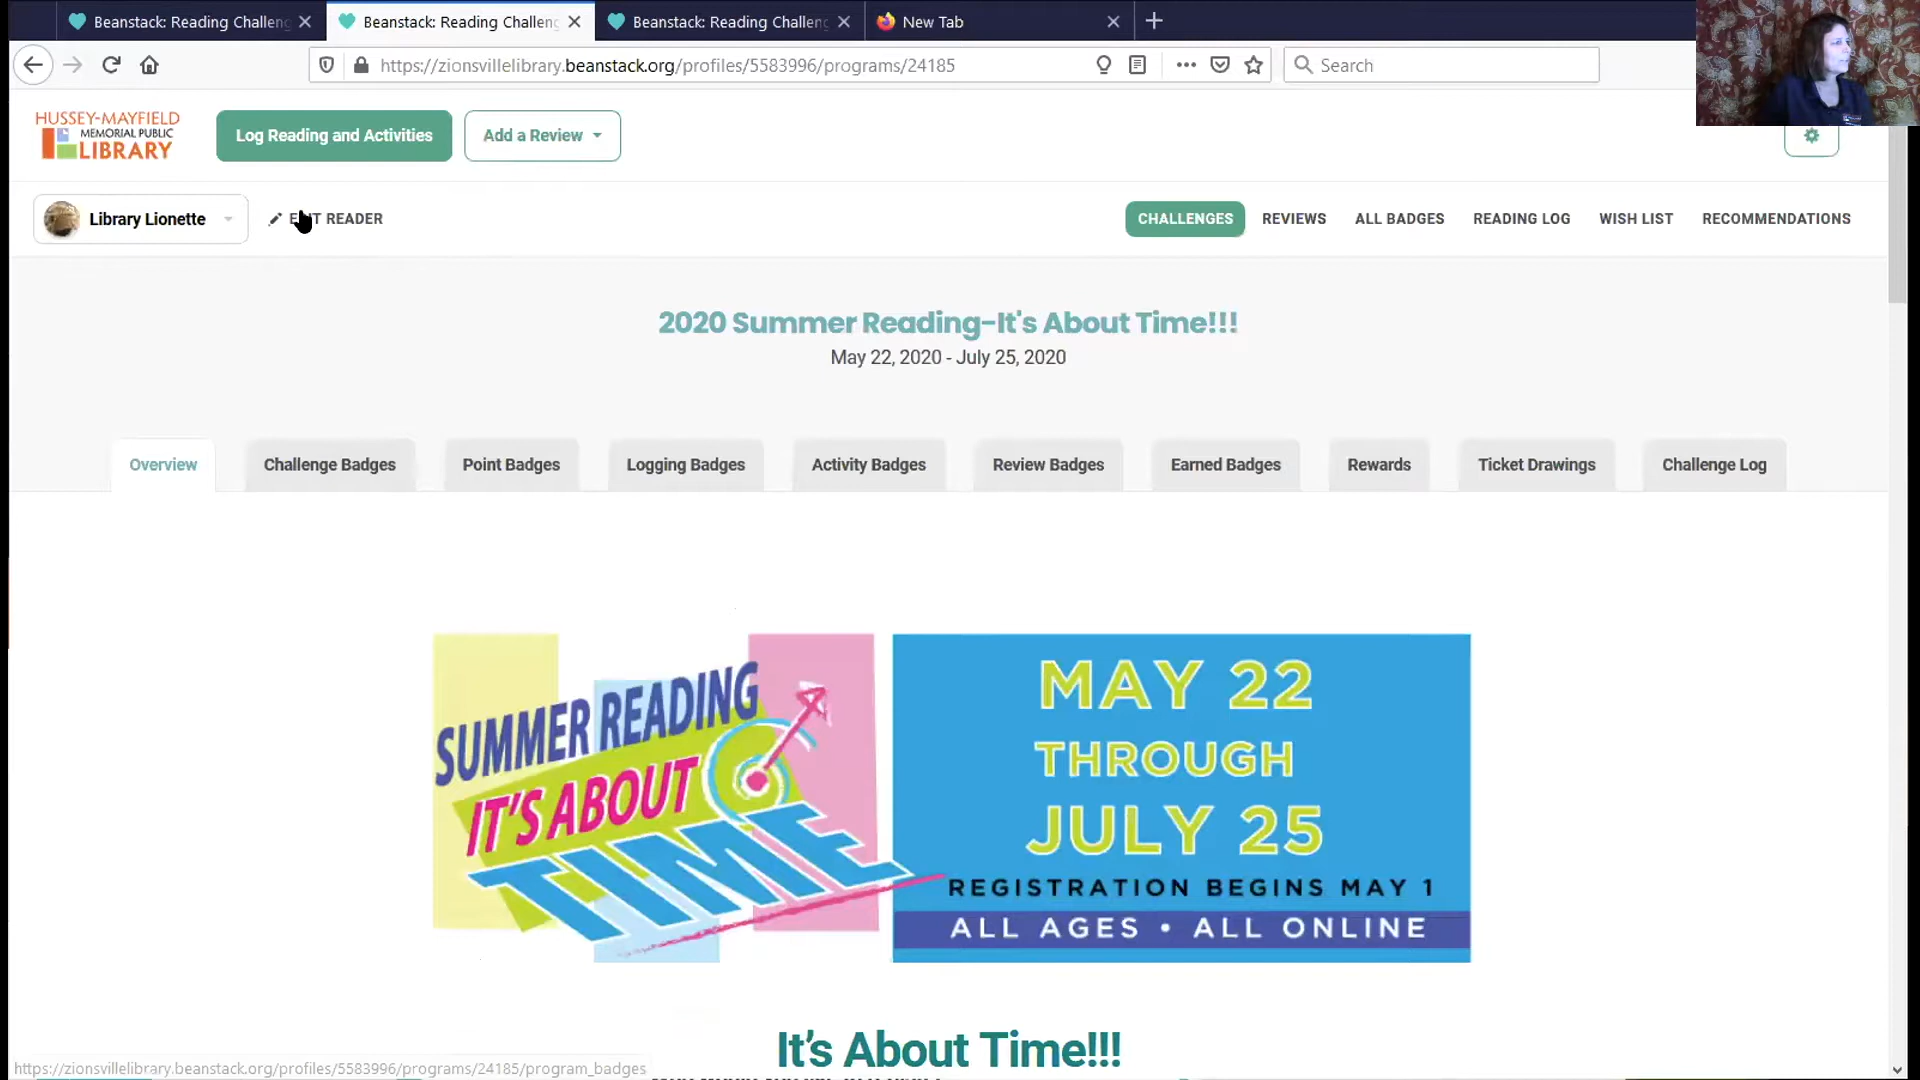 Beanstack: Reading Challeng
Beanstack: Reading Challeng
Beanstack: Reading Challeng
New Tab
https://zionsvillelibrary.beanstack.org/profiles/5583996/programs/24185
Search
HUSSEY-MAYFIELD
MEMORIAL PUBLIC
LIBRARY
Log Reading and Activities
Add a Review
Library Lionette
READER
CHALLENGES
REVIEWS
ALL BADGES
READING LOG
WISH LIST
RECOMMENDATIONS
2020 Summer Reading-It's About Time!!!
May 22, 2020 - July 25, 2020
Overview
Challenge Badges
Point Badges
Logging Badges
Activity Badges
Review Badges
Earned Badges
Rewards
Ticket Drawings
Challenge Log
SUMMER READING
IT'S ABOUT
TIME
MAY 22
THROUGH
JULY 25
REGISTRATION BEGINS MAY 1
ALL AGES • ALL ONLINE
It's About Time!!!
https://zionsvillelibrary.beanstack.org/profiles/5583996/programs/24185/program_badges